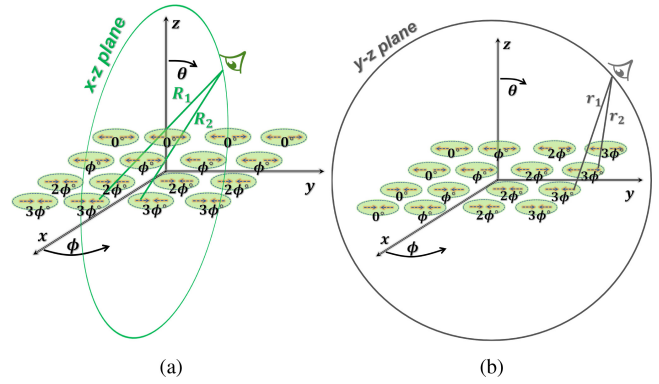 x-z plane
z
θ
R₁
R₂
0° 0° 0° 0°
ϕ° ϕ° ϕ° ϕ°
2ϕ° 2ϕ° 2ϕ° 2ϕ°
y
3ϕ° 3ϕ° 3ϕ° 3ϕ°
x
ϕ
(a)
y-z plane
z
θ
r₁
r₂
0° ϕ° 2ϕ° 3ϕ°
0° ϕ° 2ϕ° 3ϕ°
0° ϕ° 2ϕ° 3ϕ°
y
0° ϕ° 2ϕ° 3ϕ°
x
ϕ
(b)